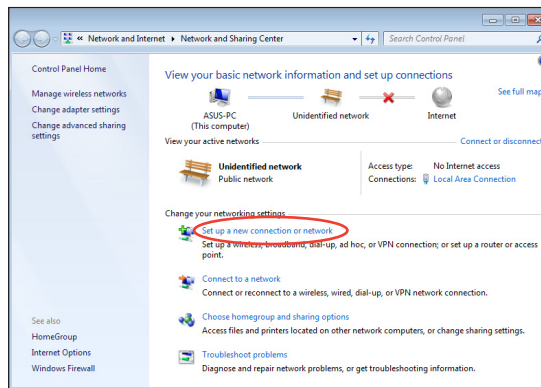 « Network and Internet ▸ Network and Sharing Center
Search Control Panel
Control Panel Home
Manage wireless networks
Change adapter settings
Change advanced sharing
settings
See also
HomeGroup
Internet Options
Windows Firewall
View your basic network information and set up connections
See full map
ASUS-PC
(This computer)
Unidentified network
Internet
View your active networks
Connect or disconnect
Unidentified network
Public network
Access type: No Internet access
Connections: Local Area Connection
Change your networking settings
Set up a new connection or network
Set up a wireless, broadband, dial-up, ad hoc, or VPN connection; or set up a router or access
point.
Connect to a network
Connect or reconnect to a wireless, wired, dial-up, or VPN network connection.
Choose homegroup and sharing options
Access files and printers located on other network computers, or change sharing settings.
Troubleshoot problems
Diagnose and repair network problems, or get troubleshooting information.